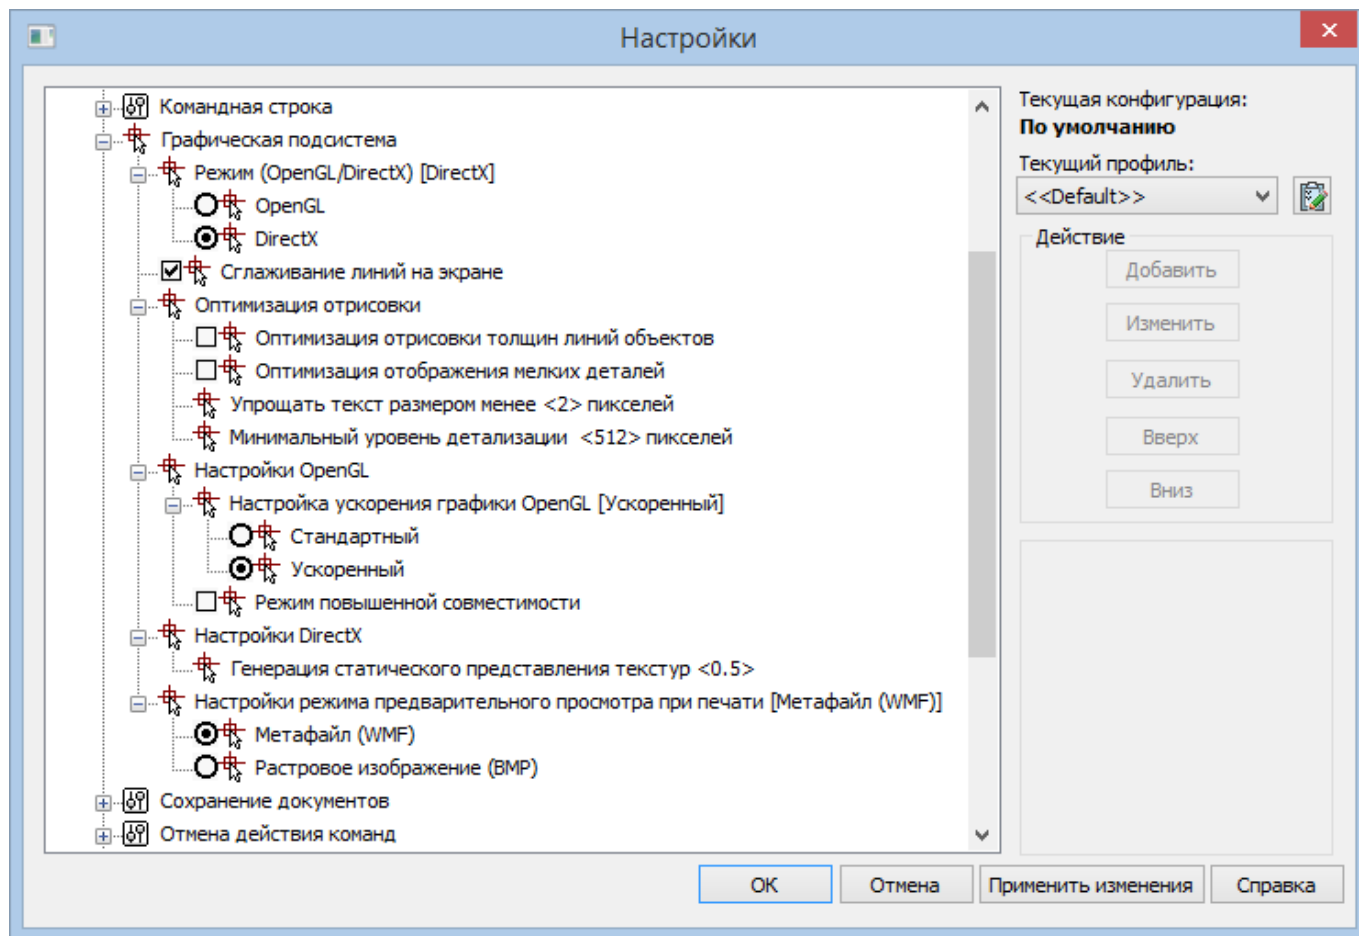 Настройки
Командная строка
Графическая подсистема
Режим (OpenGL/DirectX) [DirectX]
OpenGL
DirectX
Сглаживание линий на экране
Оптимизация отрисовки
Оптимизация отрисовки толщин линий объектов
Оптимизация отображения мелких деталей
Упрощать текст размером менее <2> пикселей
Минимальный уровень детализации <512> пикселей
Настройки OpenGL
Настройка ускорения графики OpenGL [Ускоренный]
Стандартный
Ускоренный
Режим повышенной совместимости
Настройки DirectX
Генерация статического представления текстур <0.5>
Настройки режима предварительного просмотра при печати [Метафайл (WMF)]
Метафайл (WMF)
Растровое изображение (BMP)
Сохранение документов
Отмена действия команд
Текущая конфигурация:
По умолчанию
Текущий профиль:
<<Default>>
Действие
Добавить
Изменить
Удалить
Вверх
Вниз
ОК
Отмена
Применить изменения
Справка